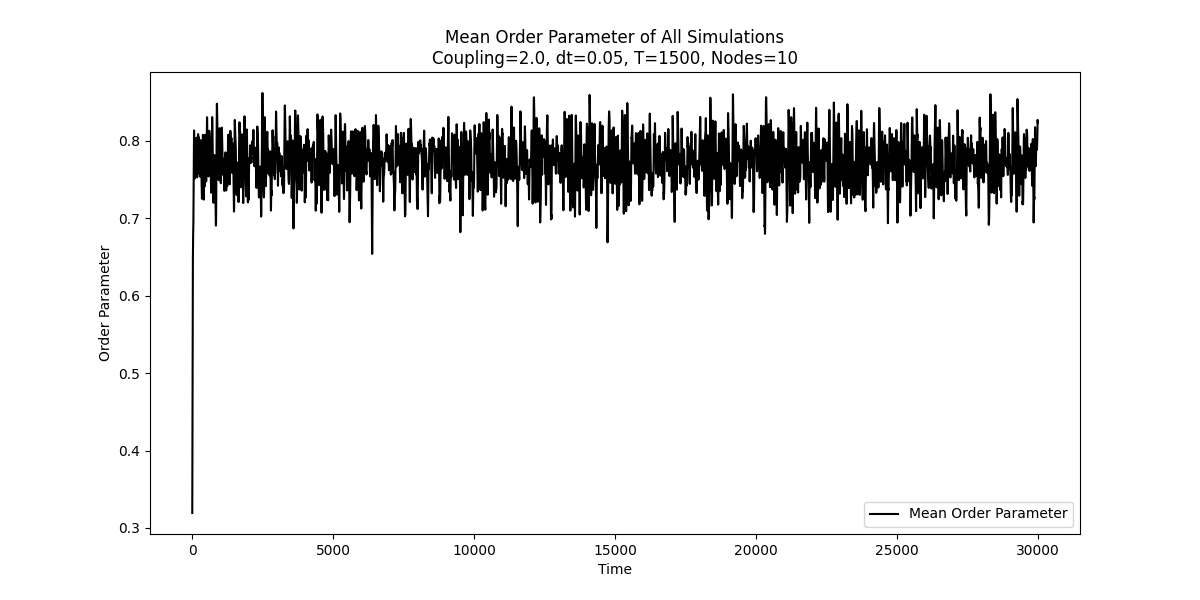 Mean Order Parameter of All Simulations
Coupling=2.0, dt=0.05, T=1500, Nodes=10
Order Parameter
0.8
0.7
0.6
0.5
0.4
0.3
Mean Order Parameter
0
5000
10000
15000
20000
25000
30000
Time